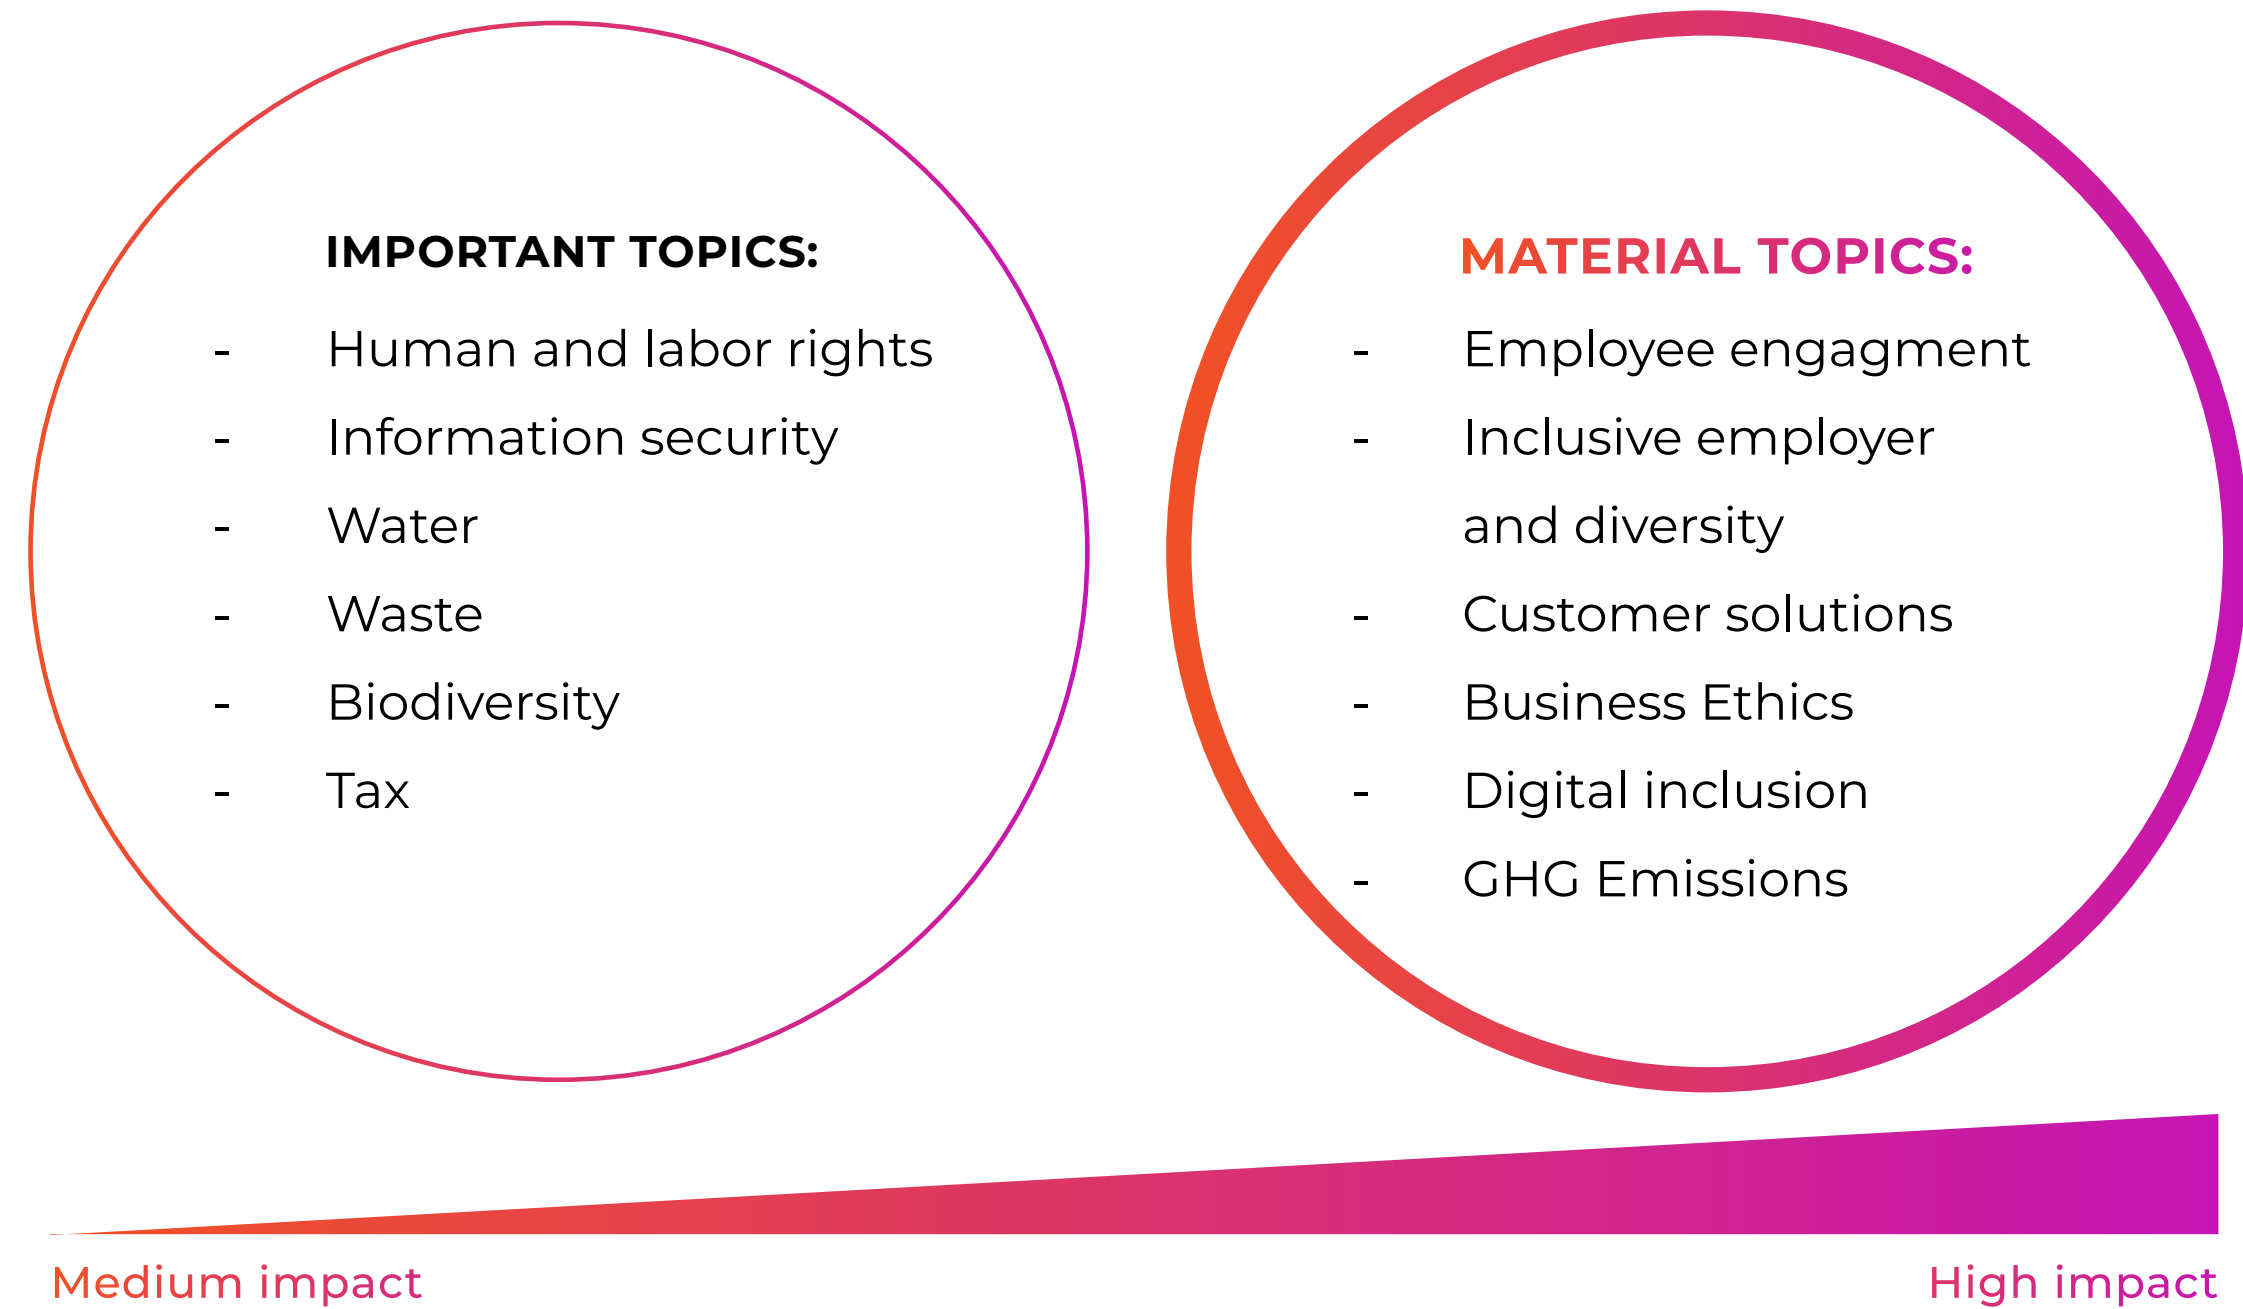 IMPORTANT TOPICS:
- Human and labor rights
- Information security
- Water
- Waste
- Biodiversity
- Tax
MATERIAL TOPICS:
- Employee engagment
- Inclusive employer
and diversity
- Customer solutions
- Business Ethics
- Digital inclusion
- GHG Emissions
Medium impact
High impact